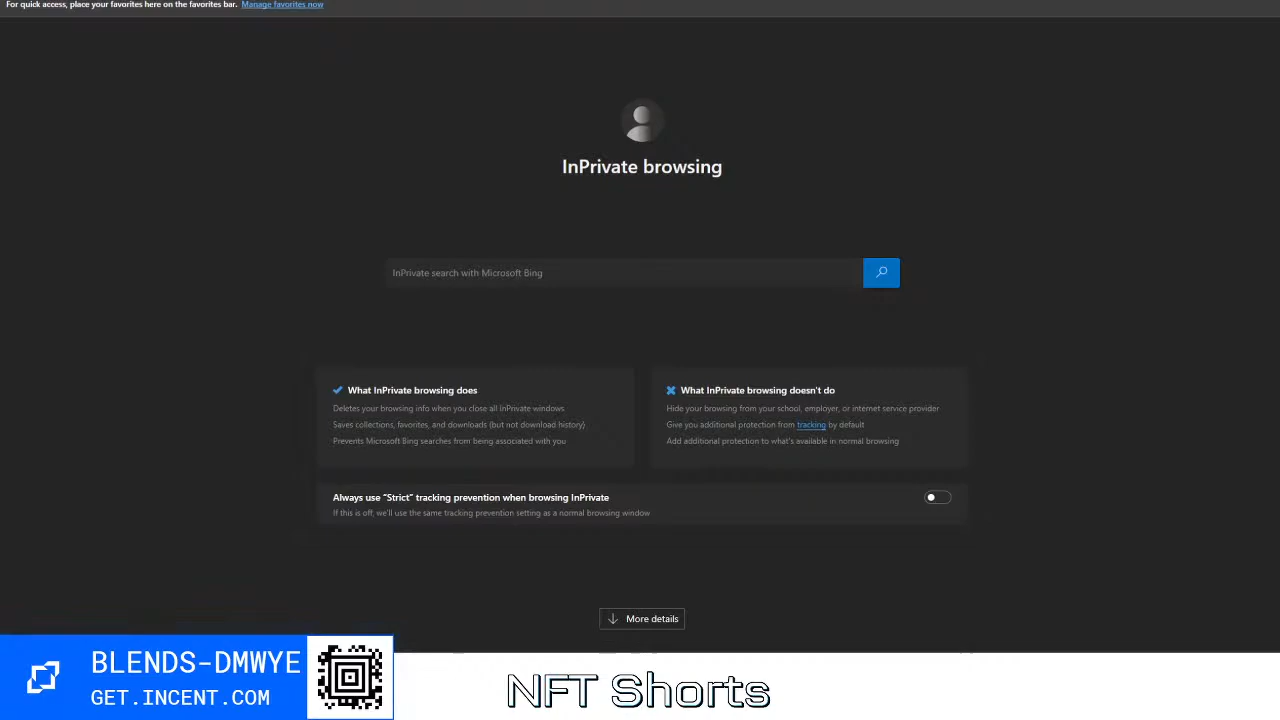 For quick access, place your favorites here on the favorites bar. Manage favorites now
InPrivate browsing
InPrivate search with Microsoft Bing
What InPrivate browsing does
Deletes your browsing info when you close all InPrivate windows
Saves collections, favorites, and downloads (but not download history)
Prevents Microsoft Bing searches from being associated with you
What InPrivate browsing doesn't do
Hide your browsing from your school, employer, or internet service provider
Give you additional protection from tracking by default
Add additional protection to what's available in normal browsing
Always use "Strict" tracking prevention when browsing InPrivate
If this is off, we'll use the same tracking prevention setting as a normal browsing window
More details
BLENDS-DMWYE
GET.INCENT.COM
NFT Shorts